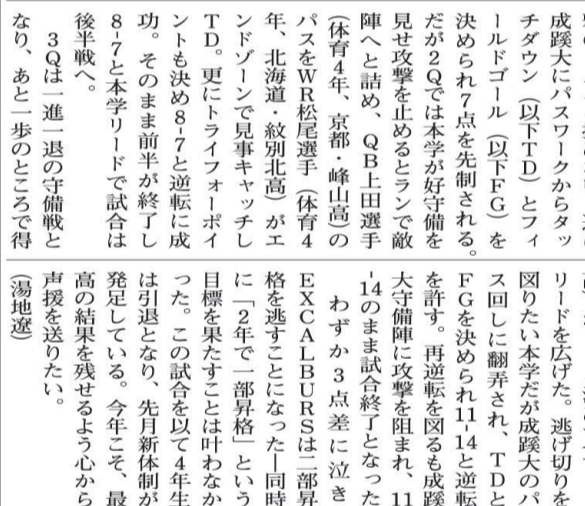 成蹊大にパスワークからタッ
チダウン（以下TD）とフィ
ールドゴール（以下FG）を
決められ7点を先制される。
だが2Qでは本学が好守備を
見せ攻撃を止めるとランで敵
陣へと詰め、QB上田選手
（体育4年、京都・峰山高）の
パスをWR松尾選手（体育4
年、北海道・紋別北高）がエ
ンドゾーンで見事キャッチし
TD。更にトライフォーポイ
ントも決め8-7と逆転に成
功。そのまま前半が終了し
8-7と本学リードで試合は
後半戦へ。
3Qは一進一退の守備戦と
なり、あと一歩のところで得
リードを広げた。逃げ切りを
図りたい本学だが成蹊大のパ
ス回しに翻弄され、TDと
FGを決められ11-14と逆転
を許す。再逆転を図るも成蹊
大守備陣に攻撃を阻まれ、11
-14のまま試合終了となった
わずか3点差に泣き
EXCALBURSは二部昇
格を逃すことになった—同時
に「2年で一部昇格」という
目標を果たすことは叶わなか
った。この試合を以て4年生
は引退となり、先月新体制が
発足している。今年こそ、最
高の結果を残せるよう心から
声援を送りたい。
（湯地遼）